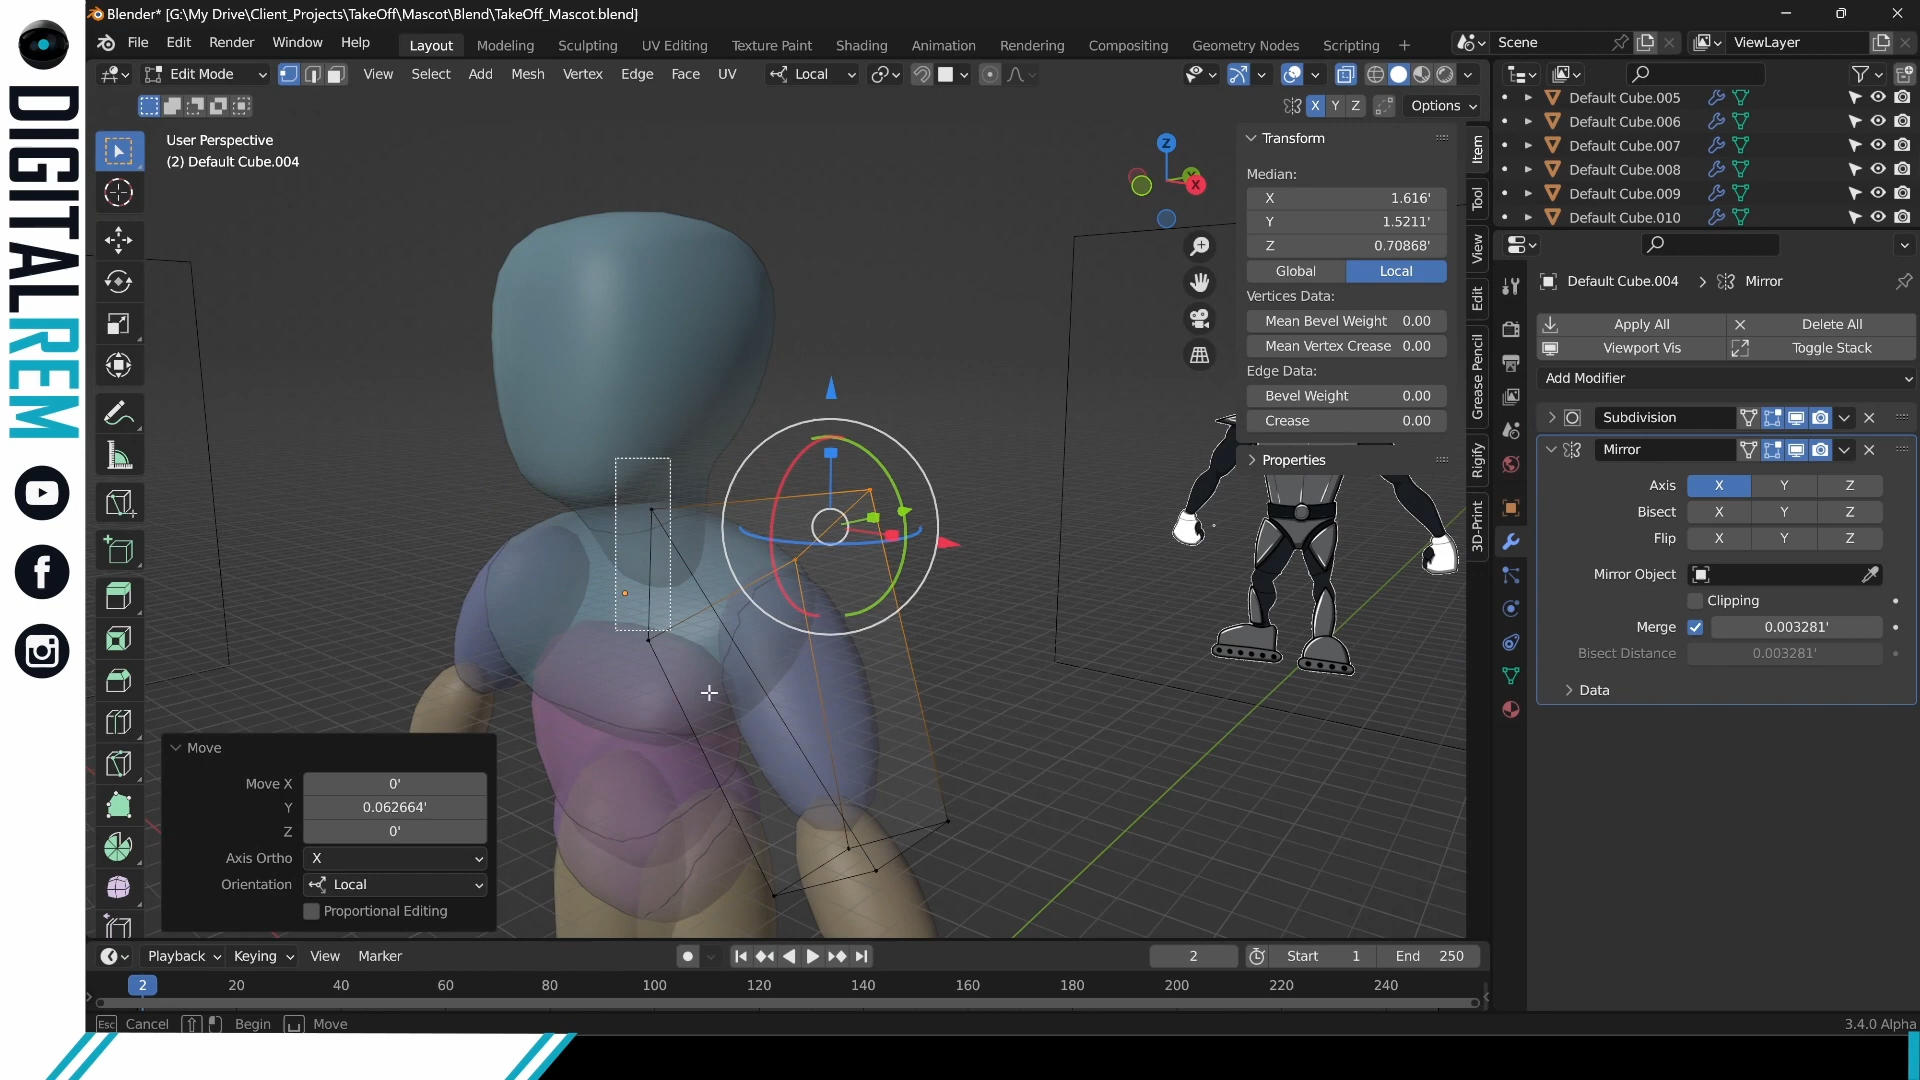 DIGITALREM
Blender* [G:\My Drive\Client_Projects\TakeOff\Mascot\Blend\TakeOff_Mascot.blend]
File Edit Render Window Help Layout Modeling Sculpting UV Editing Texture Paint Shading Animation Rendering Compositing Geometry Nodes Scripting + Scene ViewLayer
Edit Mode View Select Add Mesh Vertex Edge Face UV Local
X Y Z Options
User Perspective
(2) Default Cube.004
Z
X
Transform
Median:
X 1.616'
Y 1.5211'
Z 0.70868'
Global Local
Vertices Data:
Mean Bevel Weight 0.00
Mean Vertex Crease 0.00
Edge Data:
Bevel Weight 0.00
Crease 0.00
Properties
Item
Tool
View
Edit
Grease Pencil
Rigify
3D-Print
Default Cube.005
Default Cube.006
Default Cube.007
Default Cube.008
Default Cube.009
Default Cube.010
Default Cube.004 > Mirror
Apply All Delete All
Viewport Vis Toggle Stack
Add Modifier
Subdivision
Mirror
Axis X Y Z
Bisect X Y Z
Flip X Y Z
Mirror Object
Clipping
Merge 0.003281'
Bisect Distance 0.003281'
Data
Move
Move X 0'
Y 0.062664'
Z 0'
Axis Ortho X
Orientation Local
Proportional Editing
Playback Keying View Marker 2 Start 1 End 250
2 20 40 60 80 100 120 140 160 180 200 220 240
Esc Cancel Begin Move 3.4.0 Alpha